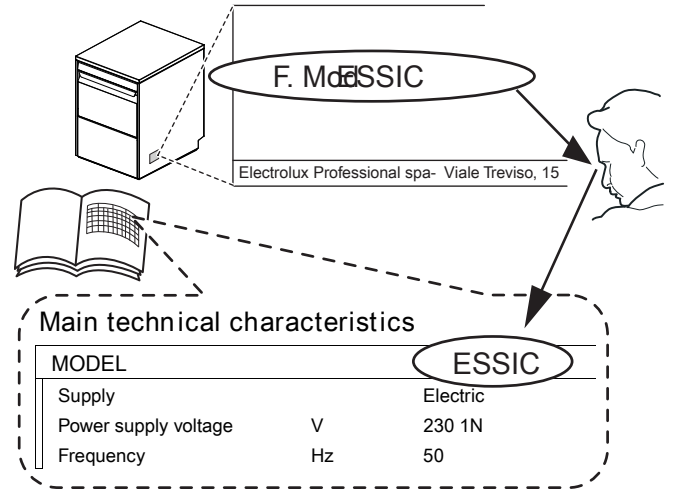 F. Mod.ESSIC
Electrolux Professional spa- Viale Treviso, 15
Main technical characteristics
MODEL ESSIC
Supply Electric
Power supply voltage V 230 1N
Frequency Hz 50